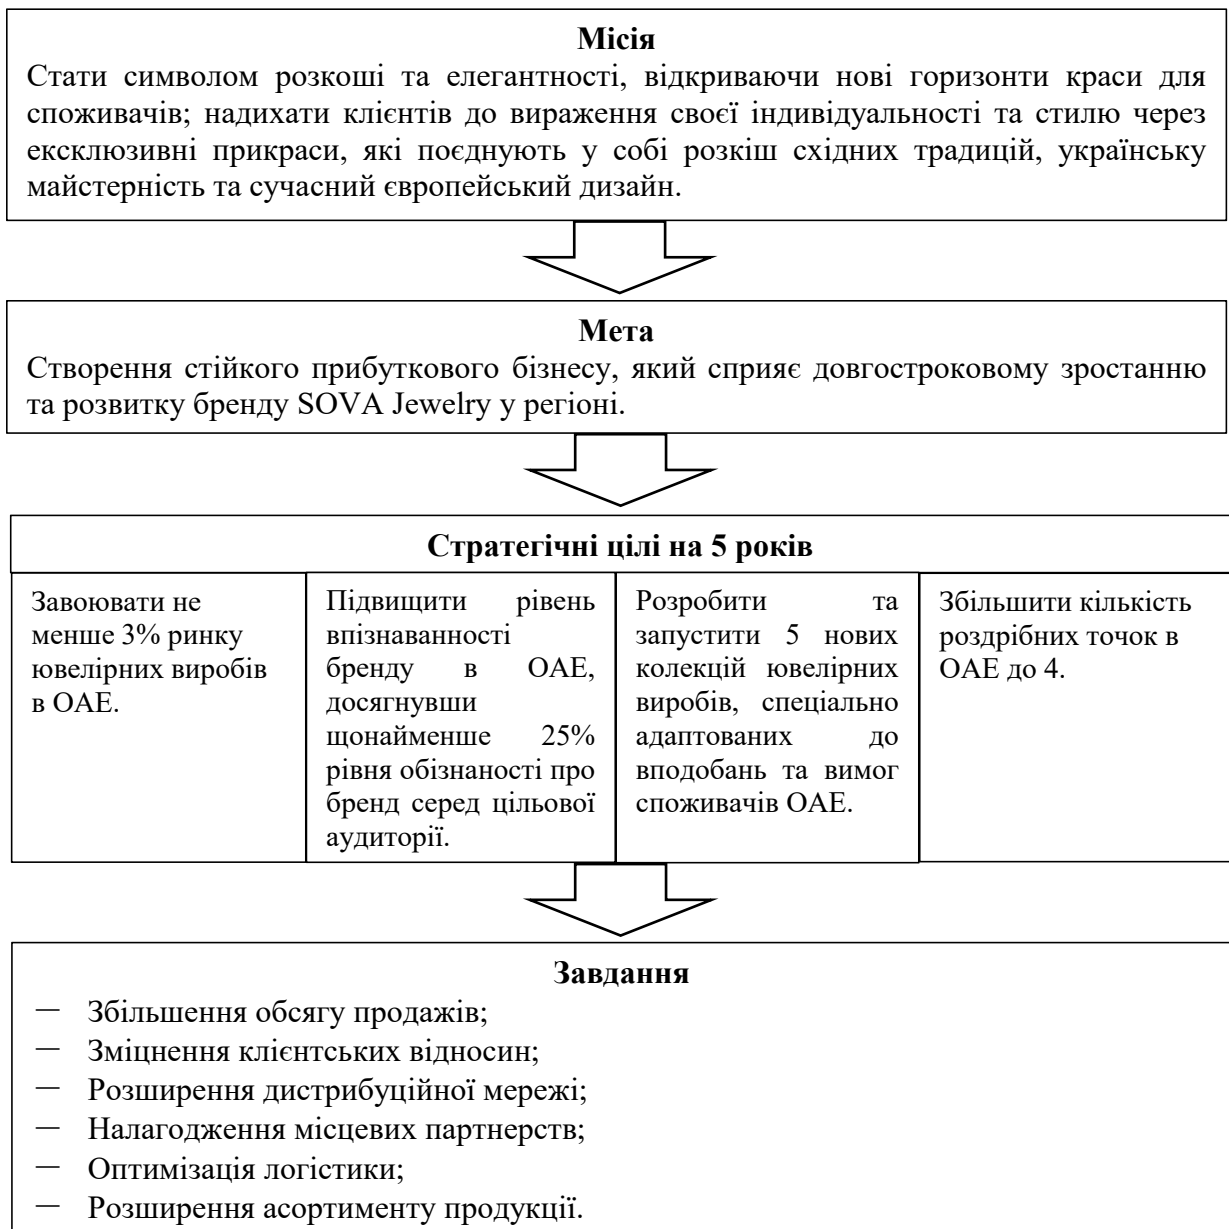 Місія
Стати символом розкоші та елегантності, відкриваючи нові горизонти краси для
споживачів; надихати клієнтів до вираження своєї індивідуальності та стилю через
ексклюзивні прикраси, які поєднують у собі розкіш східних традицій, українську
майстерність та сучасний європейський дизайн.
Мета
Створення стійкого прибуткового бізнесу, який сприяє довгостроковому зростанню
та розвитку бренду SOVA Jewelry у регіоні.
Стратегічні цілі на 5 років
Завоювати не
менше 3% ринку
ювелірних виробів
в ОАЕ.
Підвищити рівень
впізнаванності
бренду в ОАЕ,
досягнувши
щонайменше 25%
рівня обізнаності про
бренд серед цільової
аудиторії.
Розробити та
запустити 5 нових
колекцій ювелірних
виробів, спеціально
адаптованих до
вподобань та вимог
споживачів ОАЕ.
Збільшити кількість
роздрібних точок в
ОАЕ до 4.
Завдання
— Збільшення обсягу продажів;
— Зміцнення клієнтських відносин;
— Розширення дистрибуційної мережі;
— Налагодження місцевих партнерств;
— Оптимізація логістики;
— Розширення асортименту продукції.